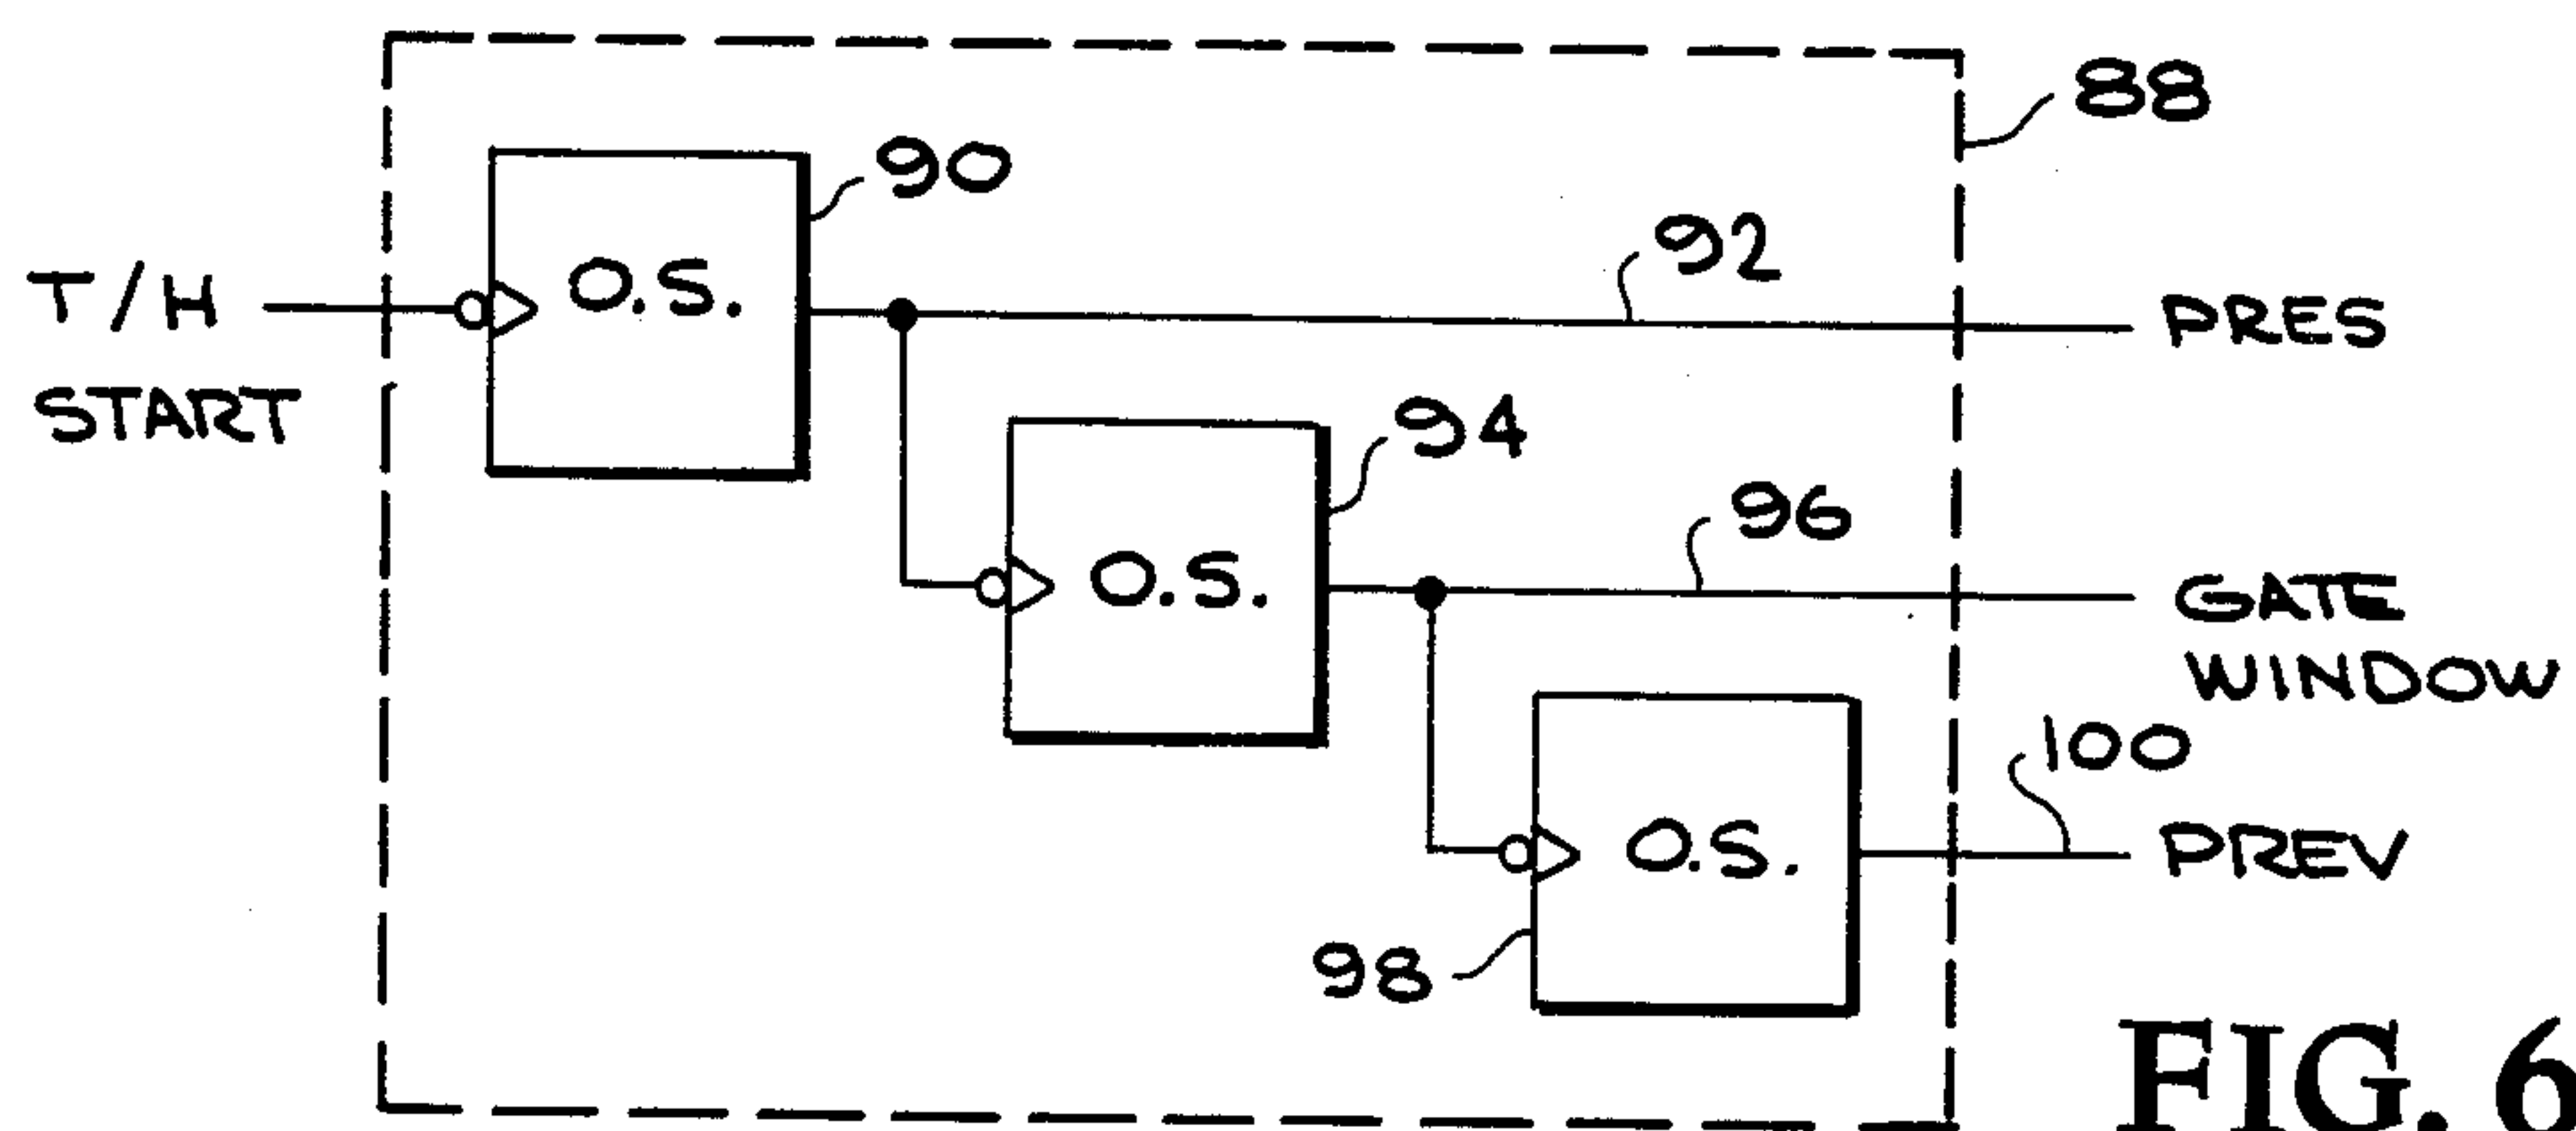 88
90
O.S.
92
T/H
START
PRES
94
O.S.
96
GATE
WINDOW
100
O.S.
PREV
98
FIG. 6